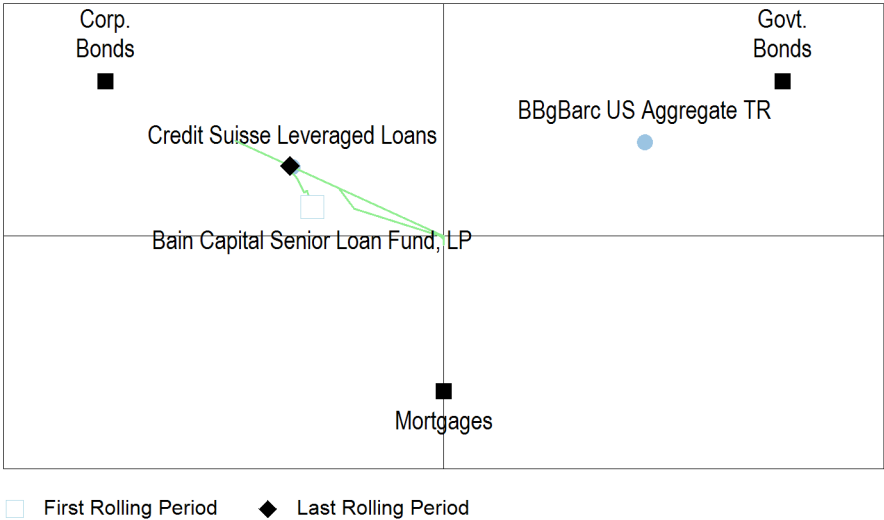 Corp.
Bonds
Govt.
Bonds
BBgBarc US Aggregate TR
Credit Suisse Leveraged Loans
Bain Capital Senior Loan Fund, LP
Mortgages
First Rolling Period
Last Rolling Period